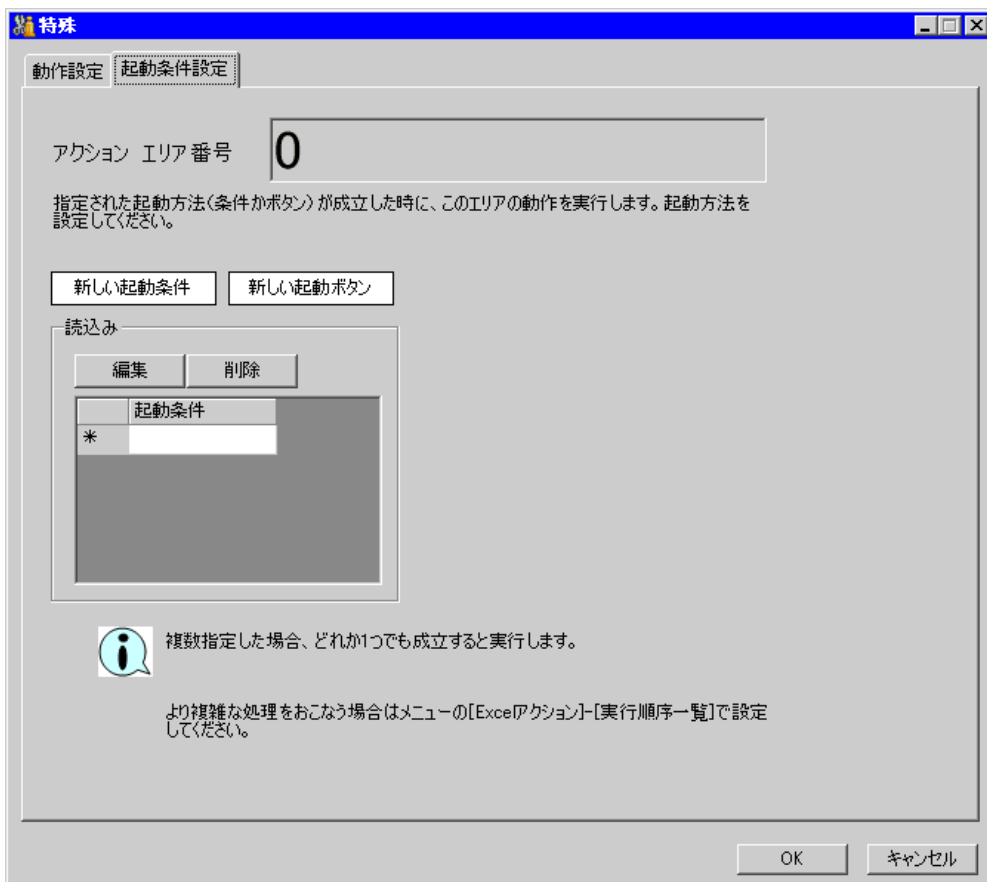 特殊
動作設定 起動条件設定
アクション エリア番号 0
指定された起動方法(条件かボタン)が成立した時に、このエリアの動作を実行します。起動方法を
設定してください。
新しい起動条件 新しい起動ボタン
読込み
編集 削除
起動条件
*
複数指定した場合、どれか1つでも成立すると実行します。
より複雑な処理をおこなう場合はメニューの[Excelアクション]-[実行順序一覧]で設定
してください。
OK キャンセル